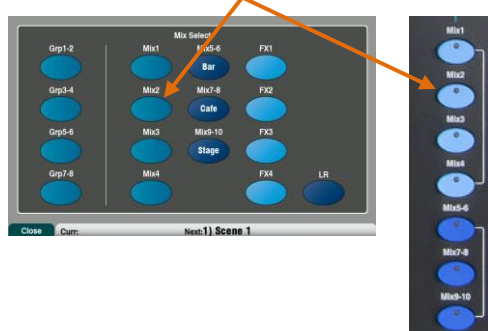 Mix Select
Grp1-2 Mix1 Mix5-6 FX1
Bar
Grp3-4 Mix2 Mix7-8 FX2
Cafe
Grp5-6 Mix3 Mix9-10 FX3
Stage
Grp7-8 Mix4 FX4 LR
Close Curr: Next:1) Scene 1
Mix1
Mix2
Mix3
Mix4
Mix5-6
Mix7-8
Mix9-10